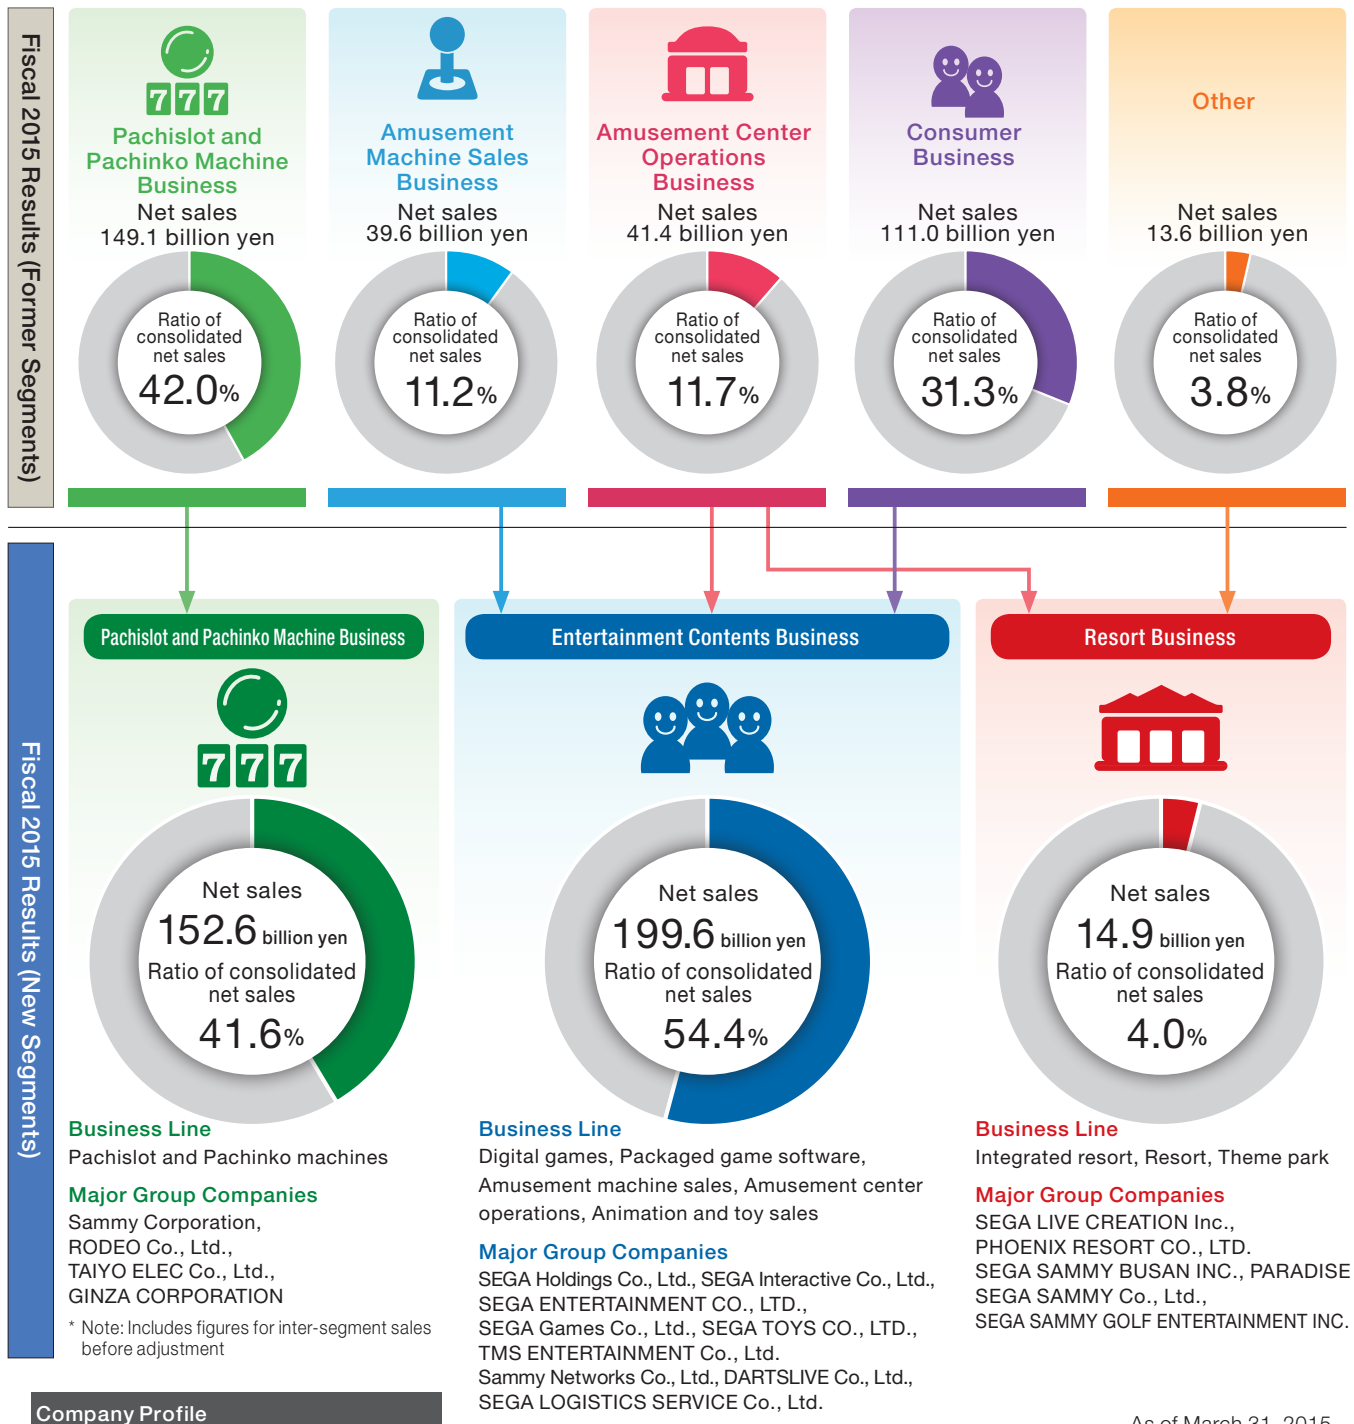 Fiscal 2015 Results (Former Segments)
777
Pachislot and
Pachinko Machine
Business
Net sales
149.1 billion yen
Ratio of
consolidated
net sales
42.0%
Amusement
Machine Sales
Business
Net sales
39.6 billion yen
Ratio of
consolidated
net sales
11.2%
Amusement Center
Operations
Business
Net sales
41.4 billion yen
Ratio of
consolidated
net sales
11.7%
Consumer
Business
Net sales
111.0 billion yen
Ratio of
consolidated
net sales
31.3%
Other
Net sales
13.6 billion yen
Ratio of
consolidated
net sales
3.8%
Fiscal 2015 Results (New Segments)
Pachislot and Pachinko Machine Business
777
Net sales
152.6 billion yen
Ratio of consolidated
net sales
41.6%
Business Line
Pachislot and Pachinko machines
Major Group Companies
Sammy Corporation,
RODEO Co., Ltd.,
TAIYO ELEC Co., Ltd.,
GINZA CORPORATION
* Note: Includes figures for inter-segment sales
before adjustment
Entertainment Contents Business
Net sales
199.6 billion yen
Ratio of consolidated
net sales
54.4%
Business Line
Digital games, Packaged game software,
Amusement machine sales, Amusement center
operations, Animation and toy sales
Major Group Companies
SEGA Holdings Co., Ltd., SEGA Interactive Co., Ltd.,
SEGA ENTERTAINMENT CO., LTD.,
SEGA Games Co., Ltd., SEGA TOYS CO., LTD.,
TMS ENTERTAINMENT Co., Ltd.
Sammy Networks Co., Ltd., DARTSLIVE Co., Ltd.,
SEGA LOGISTICS SERVICE Co., Ltd.
Resort Business
Net sales
14.9 billion yen
Ratio of consolidated
net sales
4.0%
Business Line
Integrated resort, Resort, Theme park
Major Group Companies
SEGA LIVE CREATION Inc.,
PHOENIX RESORT CO., LTD.
SEGA SAMMY BUSAN INC., PARADISE
SEGA SAMMY Co., Ltd.,
SEGA SAMMY GOLF ENTERTAINMENT INC.
Company Profile
As of March 31, 2015